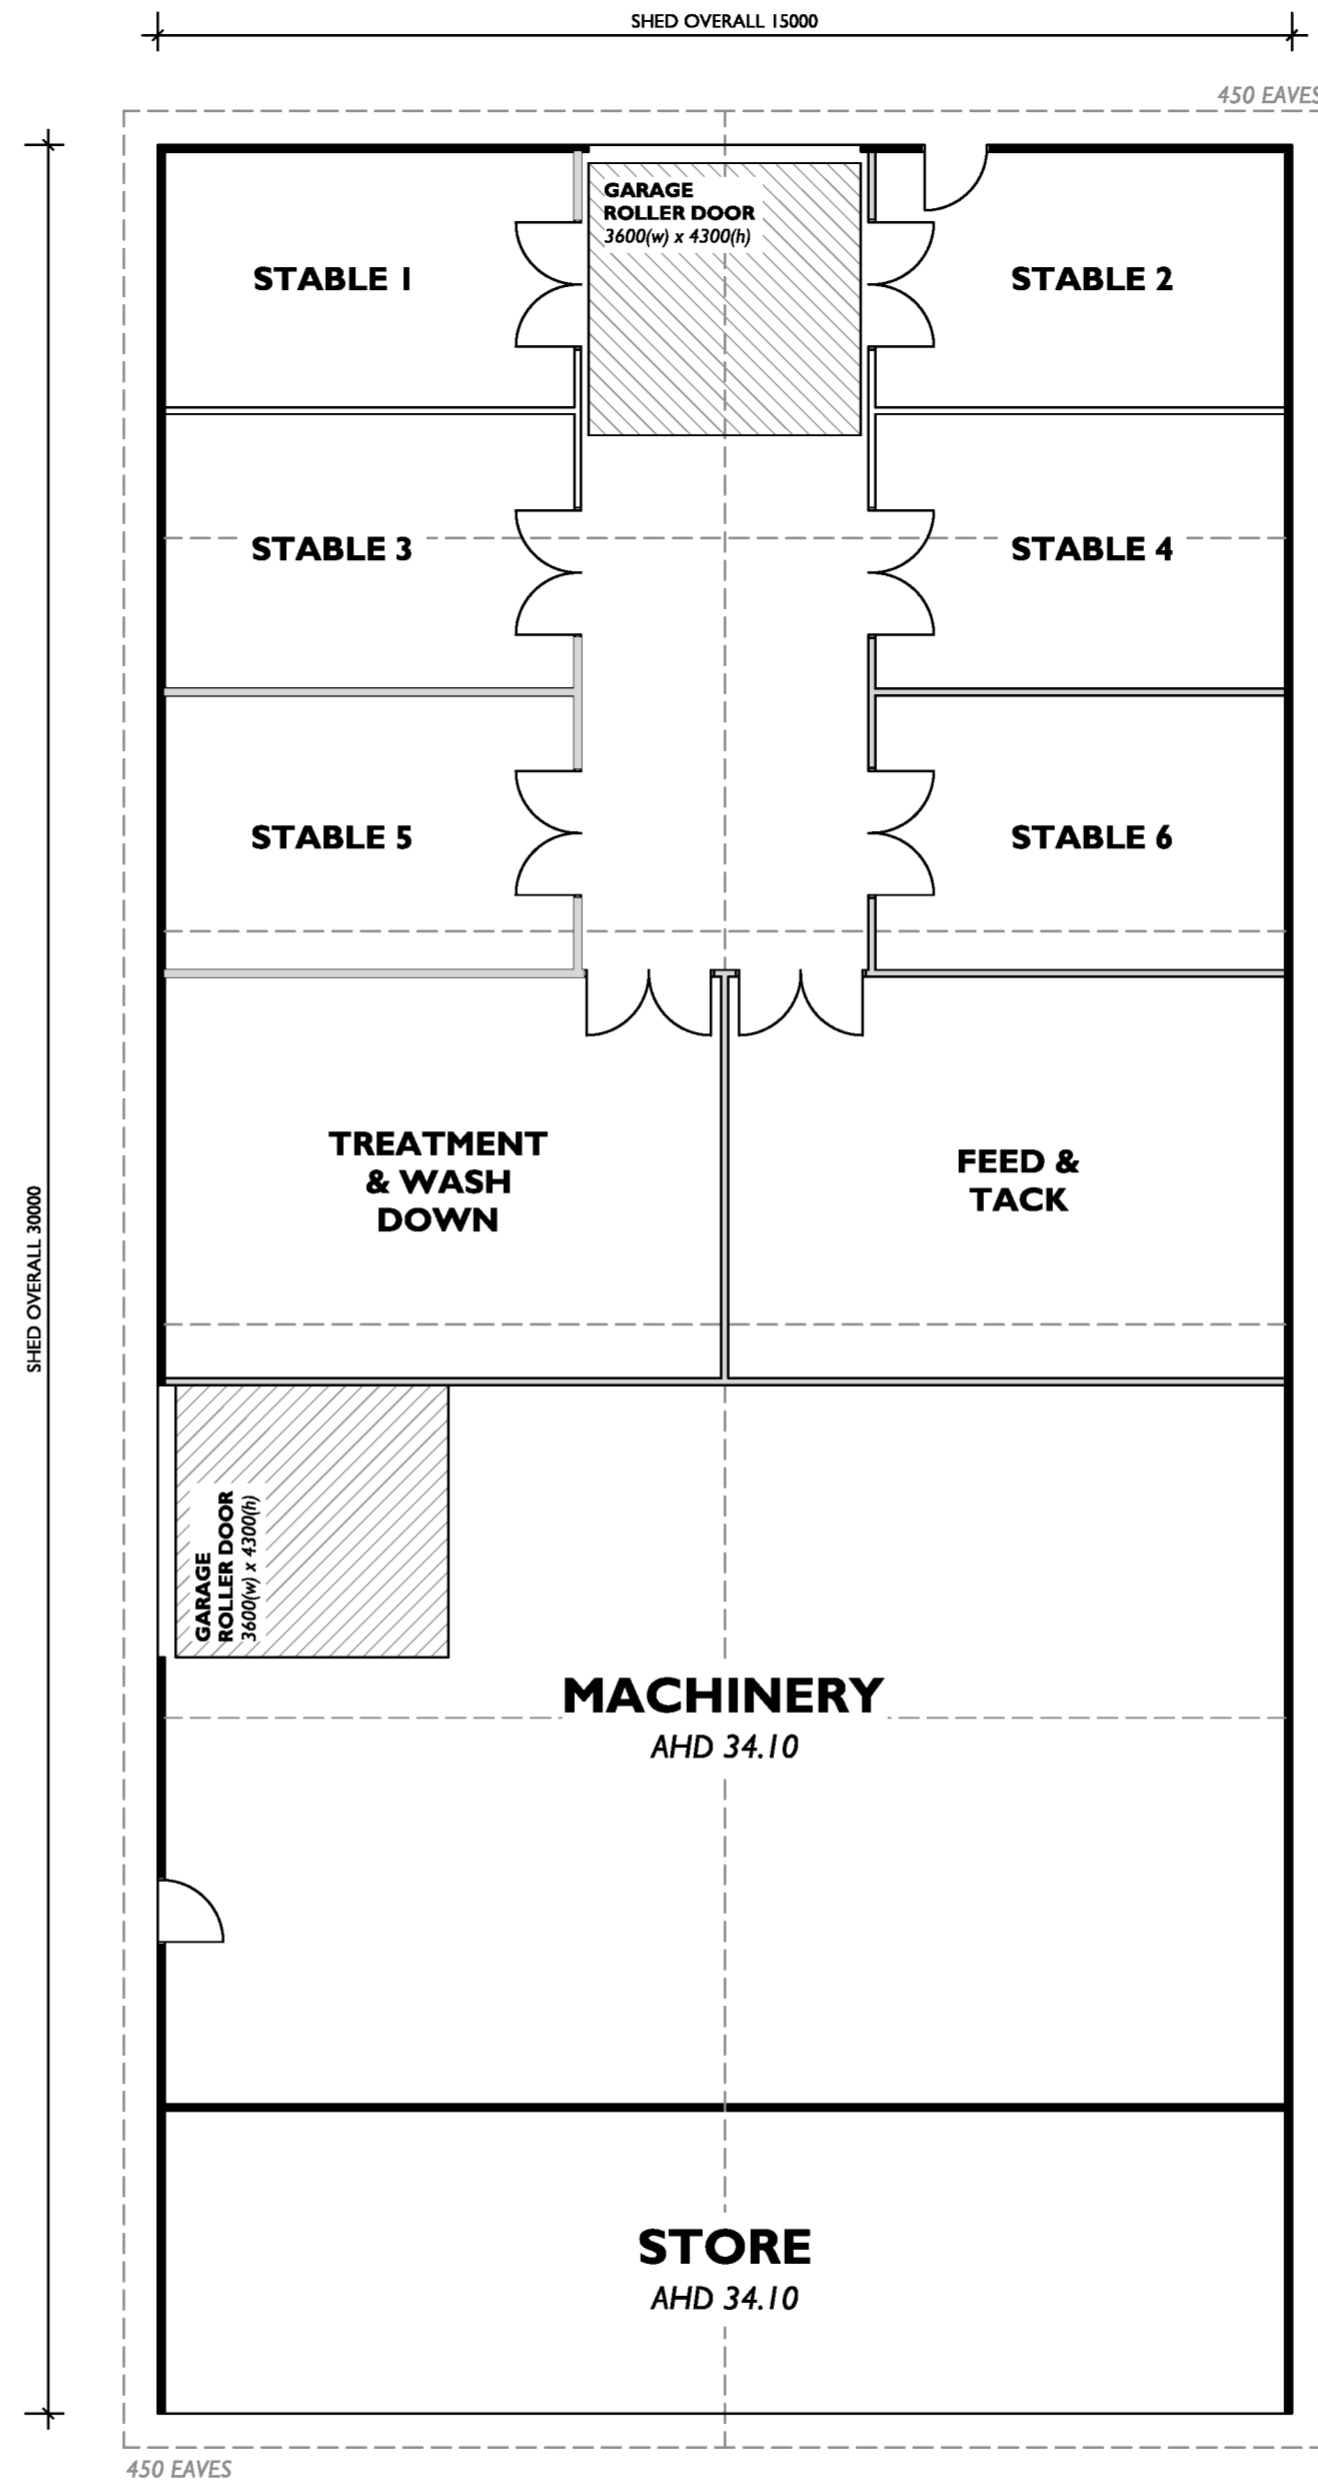 SHED OVERALL 15000
450 EAVES
GARAGE
ROLLER DOOR
3600(w) x 4300(h)
STABLE 1
STABLE 2
STABLE 3
STABLE 4
STABLE 5
STABLE 6
TREATMENT
& WASH
DOWN
FEED &
TACK
SHED OVERALL 30000
GARAGE
ROLLER DOOR
3600(w) x 4300(h)
MACHINERY
AHD 34.10
STORE
AHD 34.10
450 EAVES